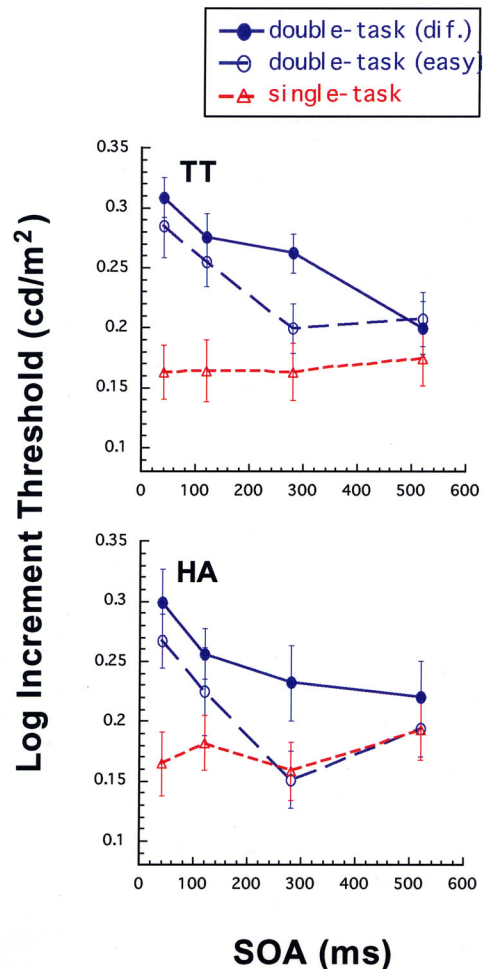 double-task (dif.)
double-task (easy)
single-task
Log Increment Threshold (cd/m²)
TT
0.35
0.3
0.25
0.2
0.15
0.1
0 100 200 300 400 500 600
HA
0.35
0.3
0.25
0.2
0.15
0.1
0 100 200 300 400 500 600
SOA (ms)